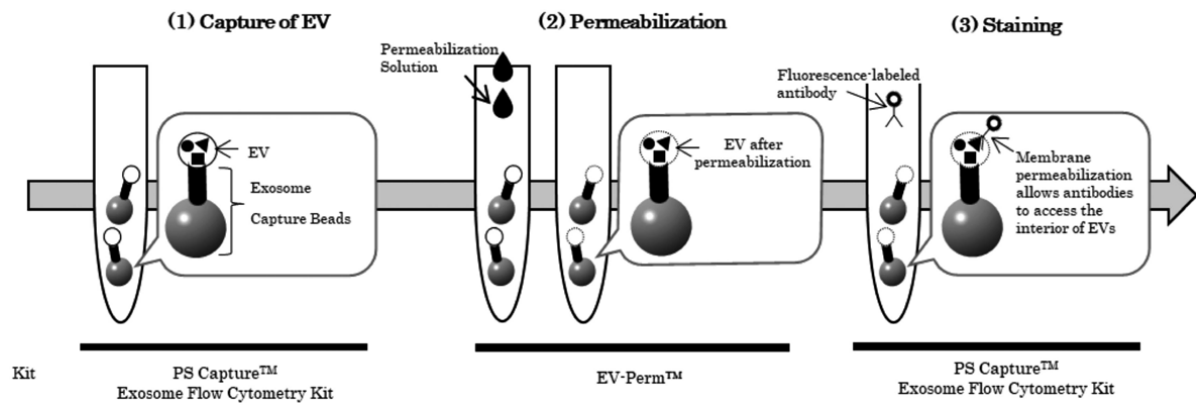 (1) Capture of EV
EV
Exosome
Capture Beads
(2) Permeabilization
Permeabilization
Solution
EV after
permeabilization
(3) Staining
Fluorescence-labeled
antibody
Membrane
permeabilization
allows antibodies
to access the
interior of EVs
Kit
PS Capture™
Exosome Flow Cytometry Kit
EV-Perm™
PS Capture™
Exosome Flow Cytometry Kit